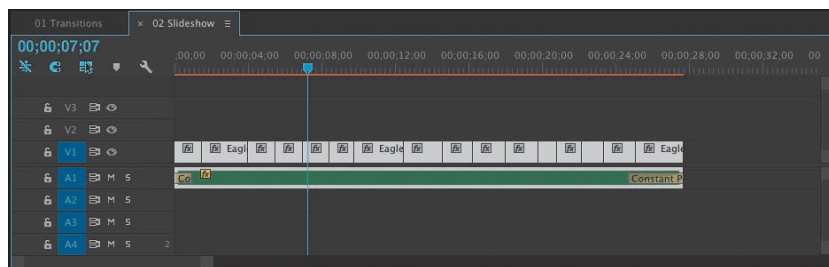 01 Transitions × 02 Slideshow ≡
00;00;07;07
;00;00 00;00;04;00 00;00;08;00 00;00;12;00 00;00;16;00 00;00;20;00 00;00;24;00 00;00;28;00 00;00;32;00 00
V3
V2
V1 fx fx Eagl fx fx fx fx fx Eagle fx fx fx fx fx fx fx Eagle
A1 M S Co fx Constant P
A2 M S
A3 M S
A4 M S 2